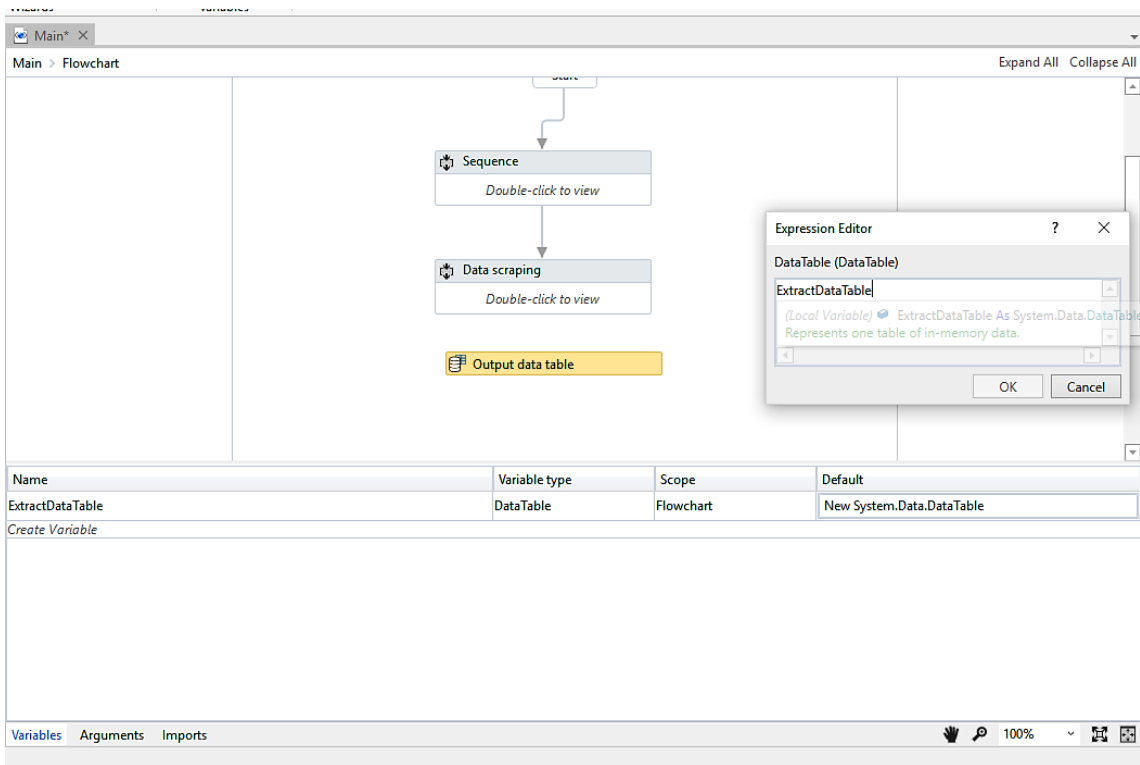 Main*
Main > Flowchart
Expand All Collapse All
Start
Sequence
Double-click to view
Data scraping
Double-click to view
Output data table
Expression Editor
?
DataTable (DataTable)
ExtractDataTable
(Local Variable) ExtractDataTable As System.Data.DataTable
Represents one table of in-memory data.
OK Cancel
Name Variable type Scope Default
ExtractDataTable DataTable Flowchart New System.Data.DataTable
Create Variable
Variables Arguments Imports 100%